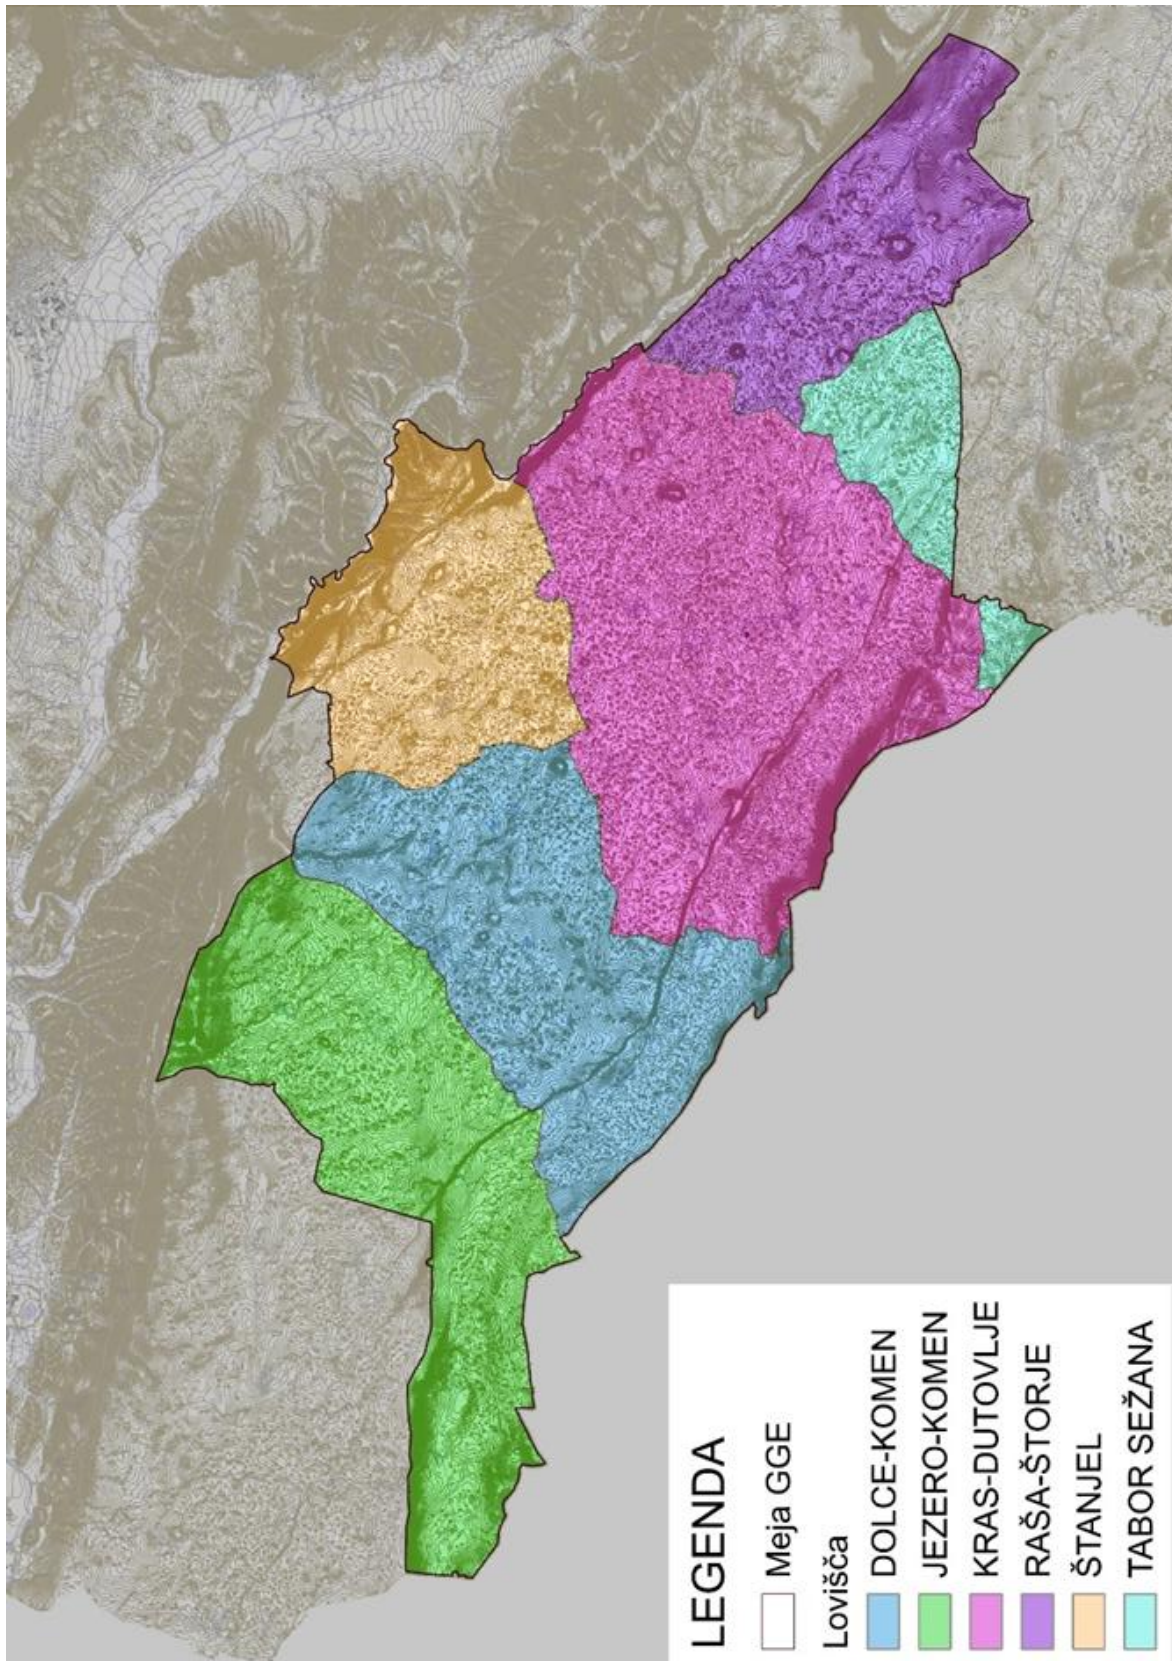 LEGENDA
Meja GGE
Lovišča
DOLCE-KOMEN
JEZERO-KOMEN
KRAS-DUTOVLJE
RAŠA-ŠTORJE
ŠTANJEL
TABOR SEŽANA